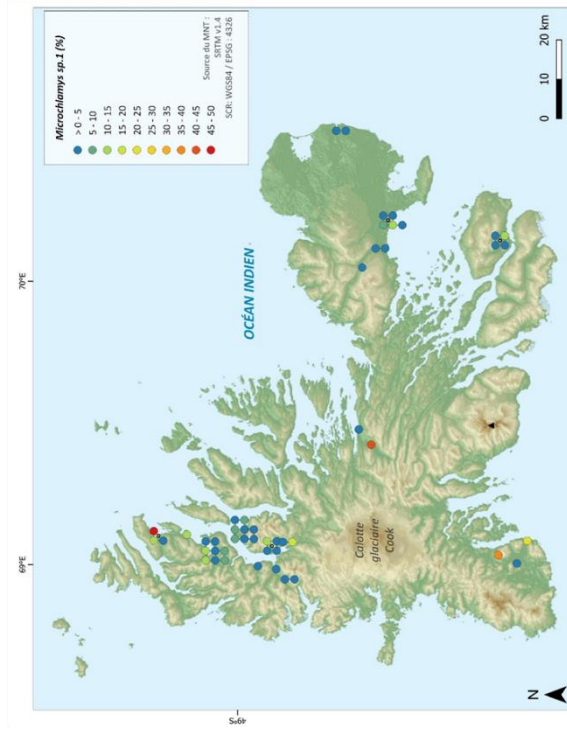 Microchlamys sp.1 (%)
> 0 - 5
5 - 10
10 - 15
15 - 20
20 - 25
25 - 30
30 - 35
35 - 40
40 - 45
45 - 50
Source du MNT :
SRTM v1.4
SCR: WGS84 / EPSG : 4326
70°E
OCÉAN INDIEN
69°E
Calotte
glaciaire
Cook
49°S
N
0 10 20 km